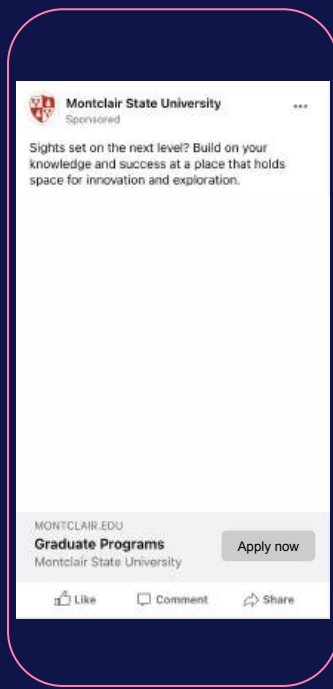 Montclair State University
Sponsored
Sights set on the next level? Build on your
knowledge and success at a place that holds
space for innovation and exploration.
MONTCLAIR.EDU
Graduate Programs
Montclair State University
Apply now
Like
Comment
Share